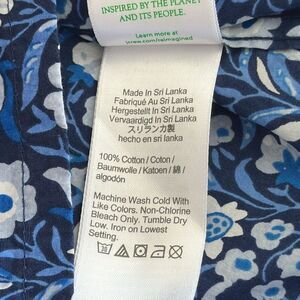 INSPIRED BY THE PLANET
AND ITS PEOPLE.
Learn more at
jcrew.com/reimagined
Made In Sri Lanka
Fabriqué Au Sri Lanka
Hergestellt In Sri Lanka
Vervaardigd In Sri Lanka
スリランカ製
hecho en sri lanka
100% Cotton / Coton /
Baumwolle / Katoen / 綿 /
algodón
Machine Wash Cold With
Like Colors. Non-Chlorine
Bleach Only. Tumble Dry
Low. Iron on Lowest
Setting.